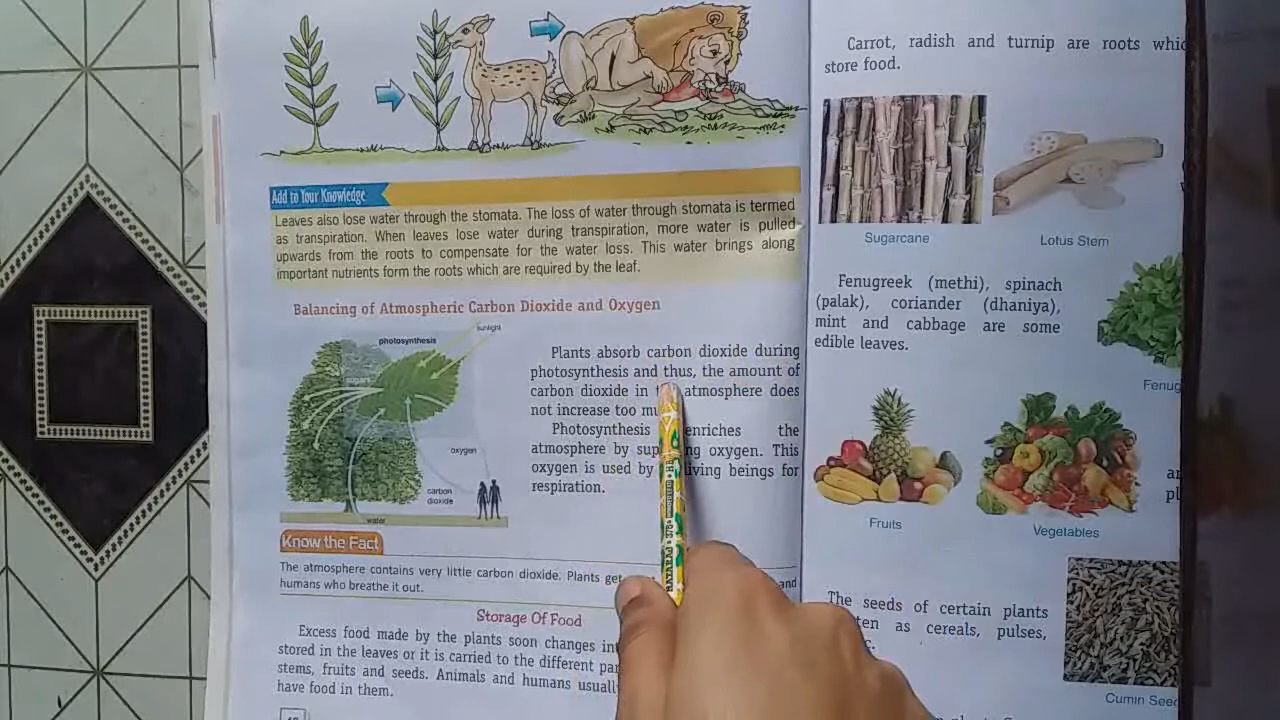 Add to Your Knowledge
Leaves also lose water through the stomata. The loss of water through stomata is termed
as transpiration. When leaves lose water during transpiration, more water is pulled
upwards from the roots to compensate for the water loss. This water brings along
important nutrients form the roots which are required by the leaf.
Balancing of Atmospheric Carbon Dioxide and Oxygen
sunlight
photosynthesis
sugars
oxygen
carbon
dioxide
water
Plants absorb carbon dioxide during
photosynthesis and thus, the amount of
carbon dioxide in atmosphere does
not increase too
Photosynthesis enriches the
atmosphere by oxygen. This
oxygen is used by living beings for
respiration.
Know the Fact
The atmosphere contains very little carbon dioxide. Plants get and
humans who breathe it out.
Storage Of Food
Excess food made by the plants soon changes
stored in the leaves or it is carried to the different
stems, fruits and seeds. Animals and humans
have food in them.
Carrot, radish and turnip are roots
store food.
Sugarcane
Lotus Stem
Fenugreek (methi), spinach
(palak), coriander (dhaniya),
mint and cabbage are some
edible leaves.
Fruits
Vegetables
The seeds of certain plants
as cereals, pulses,
Cumin